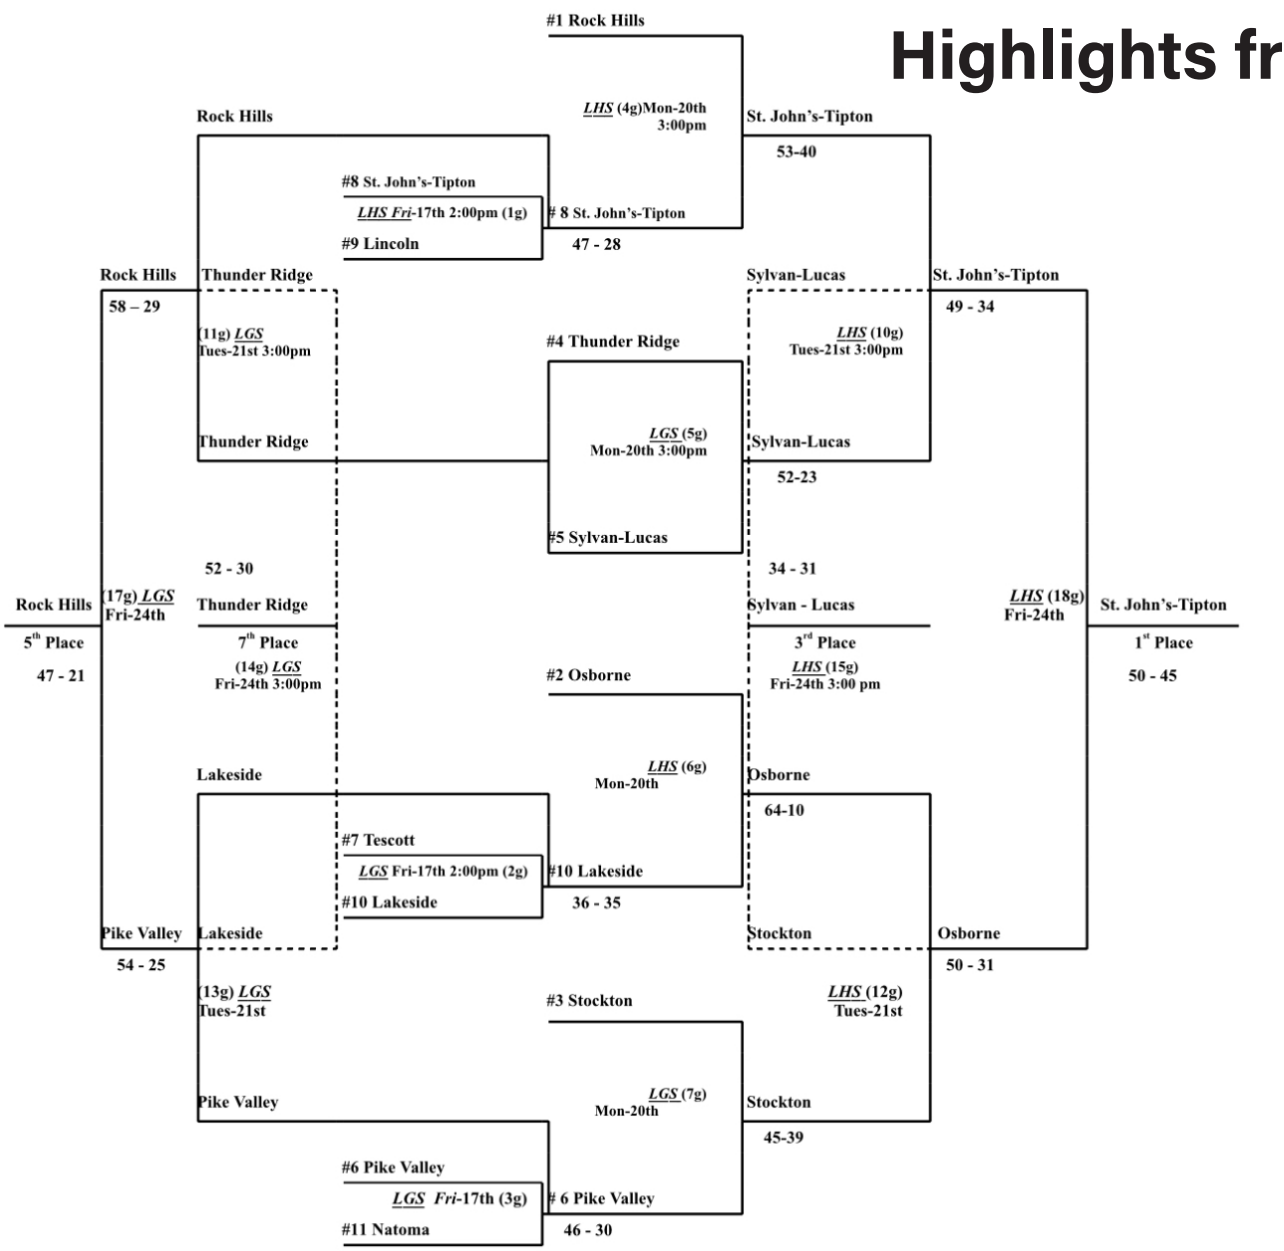 #1 Rock Hills
Highlights fr
LHS (4g)Mon-20th
3:00pm
Rock Hills
St. John's-Tipton
53-40
#8 St. John's-Tipton
LHS Fri-17th 2:00pm (1g)
# 8 St. John's-Tipton
#9 Lincoln
47 - 28
Rock Hills
Thunder Ridge
Sylvan-Lucas
St. John's-Tipton
58 – 29
49 - 34
(11g) LGS
Tues-21st 3:00pm
#4 Thunder Ridge
LHS (10g)
Tues-21st 3:00pm
Thunder Ridge
LGS (5g)
Mon-20th 3:00pm
Sylvan-Lucas
52-23
#5 Sylvan-Lucas
52 - 30
34 - 31
Rock Hills
(17g) LGS
Fri-24th
Thunder Ridge
Sylvan - Lucas
LHS (18g)
Fri-24th
St. John's-Tipton
5th Place
7th Place
3rd Place
1st Place
47 - 21
(14g) LGS
Fri-24th 3:00pm
LHS (15g)
Fri-24th 3:00 pm
50 - 45
#2 Osborne
LHS (6g)
Mon-20th
Lakeside
Osborne
64-10
#7 Tescott
LGS Fri-17th 2:00pm (2g)
#10 Lakeside
#10 Lakeside
36 - 35
Pike Valley
Lakeside
Stockton
Osborne
54 - 25
50 - 31
(13g) LGS
Tues-21st
#3 Stockton
LHS (12g)
Tues-21st
Pike Valley
LGS (7g)
Mon-20th
Stockton
45-39
#6 Pike Valley
LGS Fri-17th (3g)
# 6 Pike Valley
#11 Natoma
46 - 30